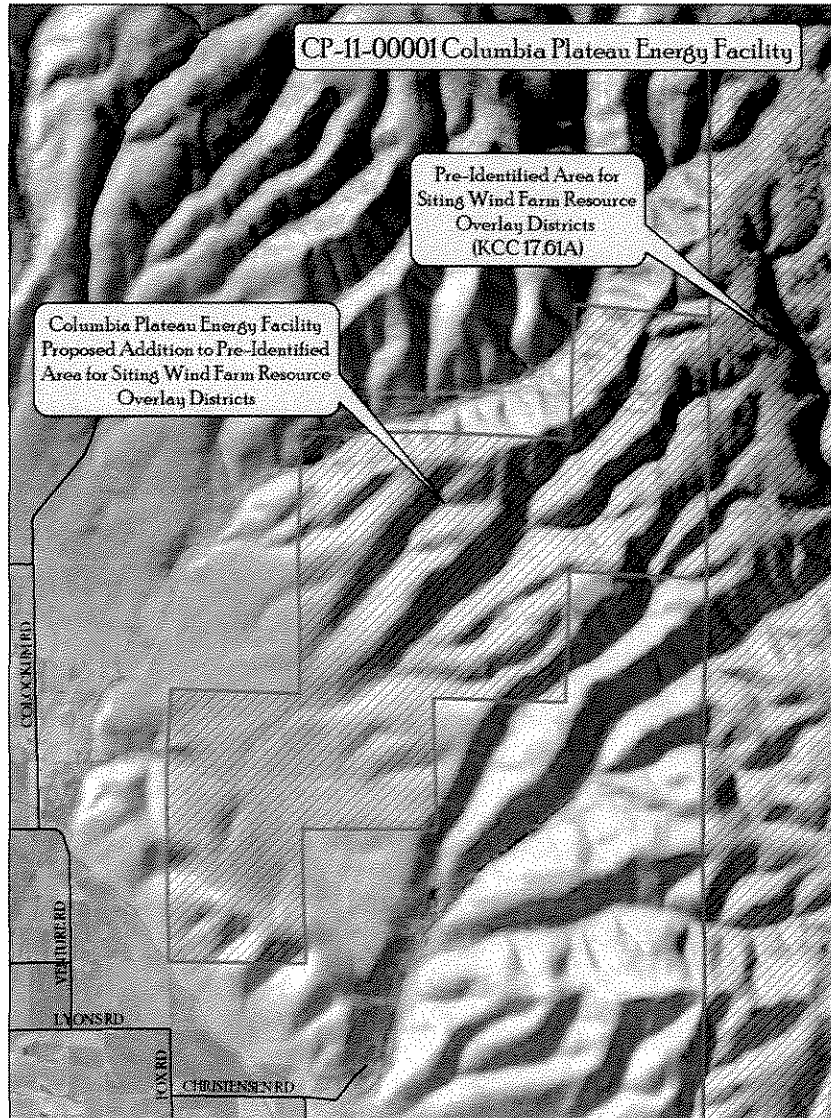 CP-11-00001 Columbia Plateau Energy Facility
Pre-Identified Area for
Siting Wind Farm Resource
Overlay Districts
(KCC 17.61A)
Columbia Plateau Energy Facility
Proposed Addition to Pre-Identified
Area for Siting Wind Farm Resource
Overlay Districts
COLOCKUM RD
VENTURE RD
LYONS RD
FOX RD
CHRISTENSEN RD